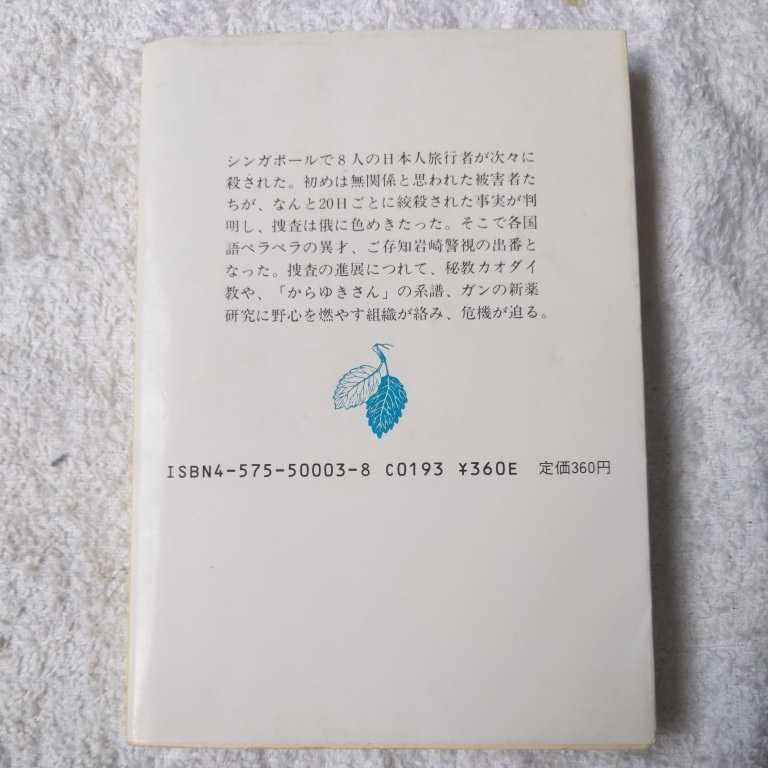 シンガポールで８人の日本人旅行者が次々に
殺された。初めは無関係と思われた被害者た
ちが、なんと20日ごとに絞殺された事実が判
明し、捜査は俄に色めきたった。そこで各国
語ペラペラの異才、ご存知岩崎警視の出番と
なった。捜査の進展につれて、秘教カオダイ
教や、「からゆきさん」の系譜、ガンの新薬
研究に野心を燃やす組織が絡み、危機が迫る。
ISBN4-575-50003-8 C0193 ¥360E 定価360円